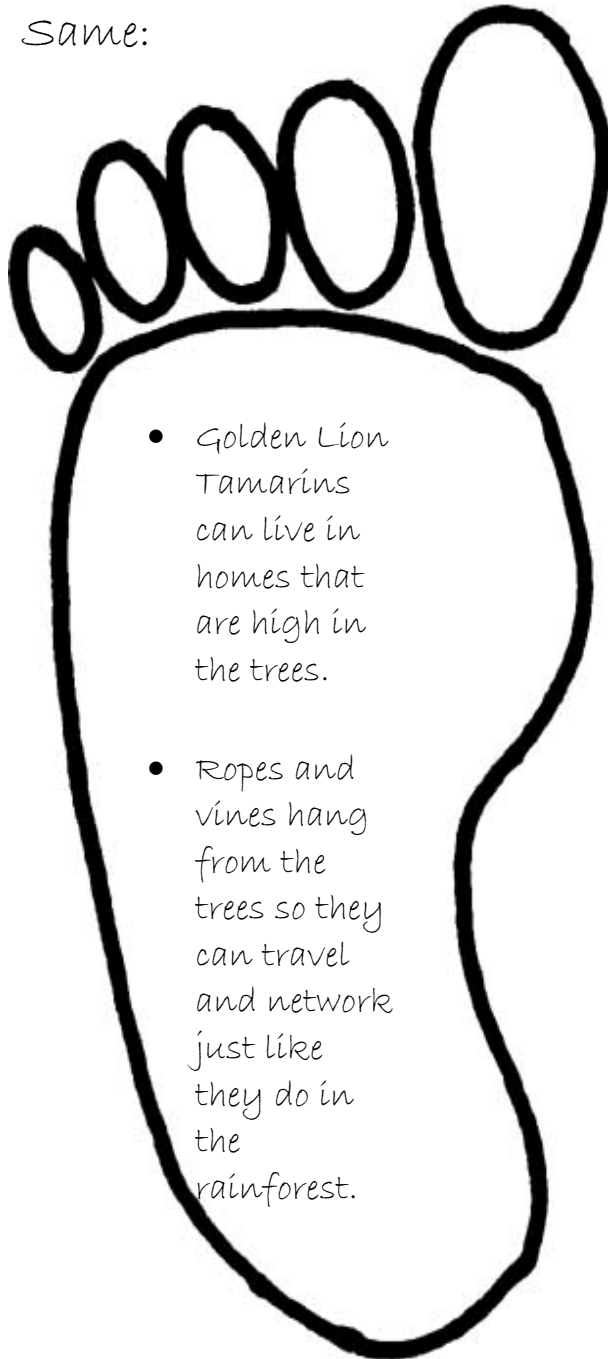 Same:
• Golden Lion
Tamarins
can live in
homes that
are high in
the trees.
• Ropes and
vines hang
from the
trees so they
can travel
and network
just like
they do in
the
rainforest.